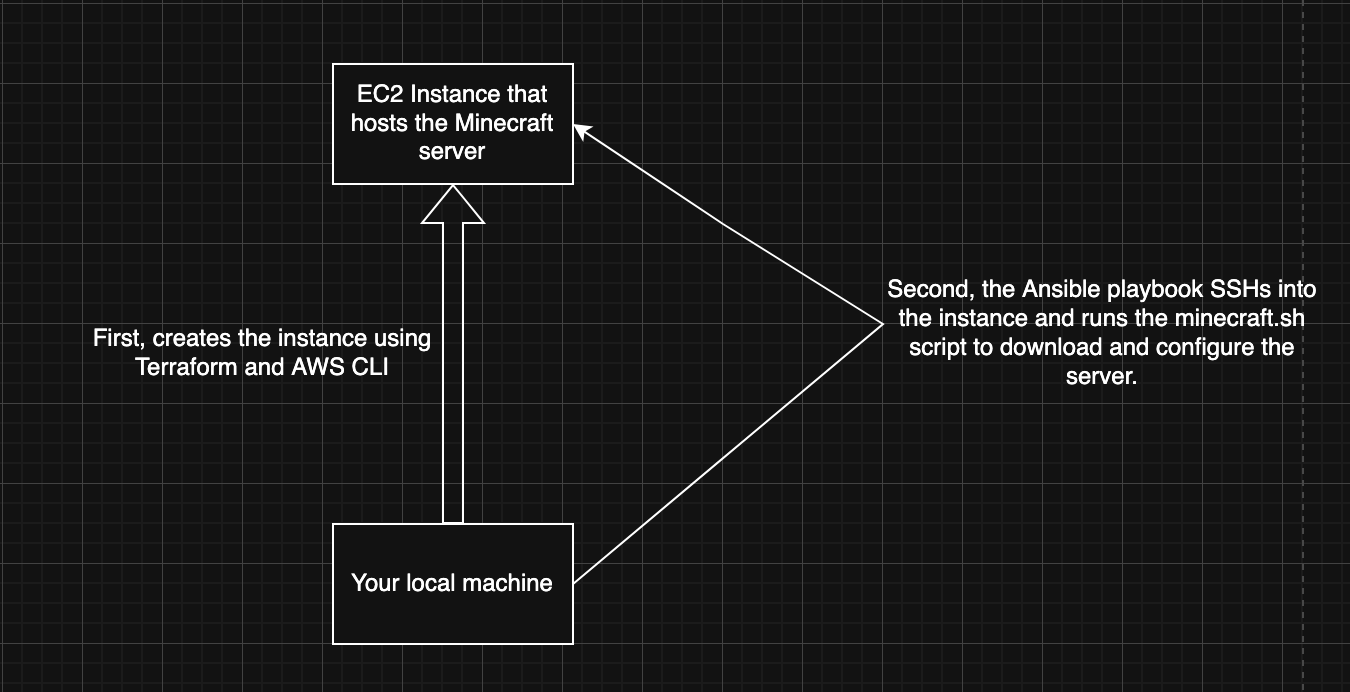 EC2 Instance that
hosts the Minecraft
server
First, creates the instance using
Terraform and AWS CLI
Second, the Ansible playbook SSHs into
the instance and runs the minecraft.sh
script to download and configure the
server.
Your local machine